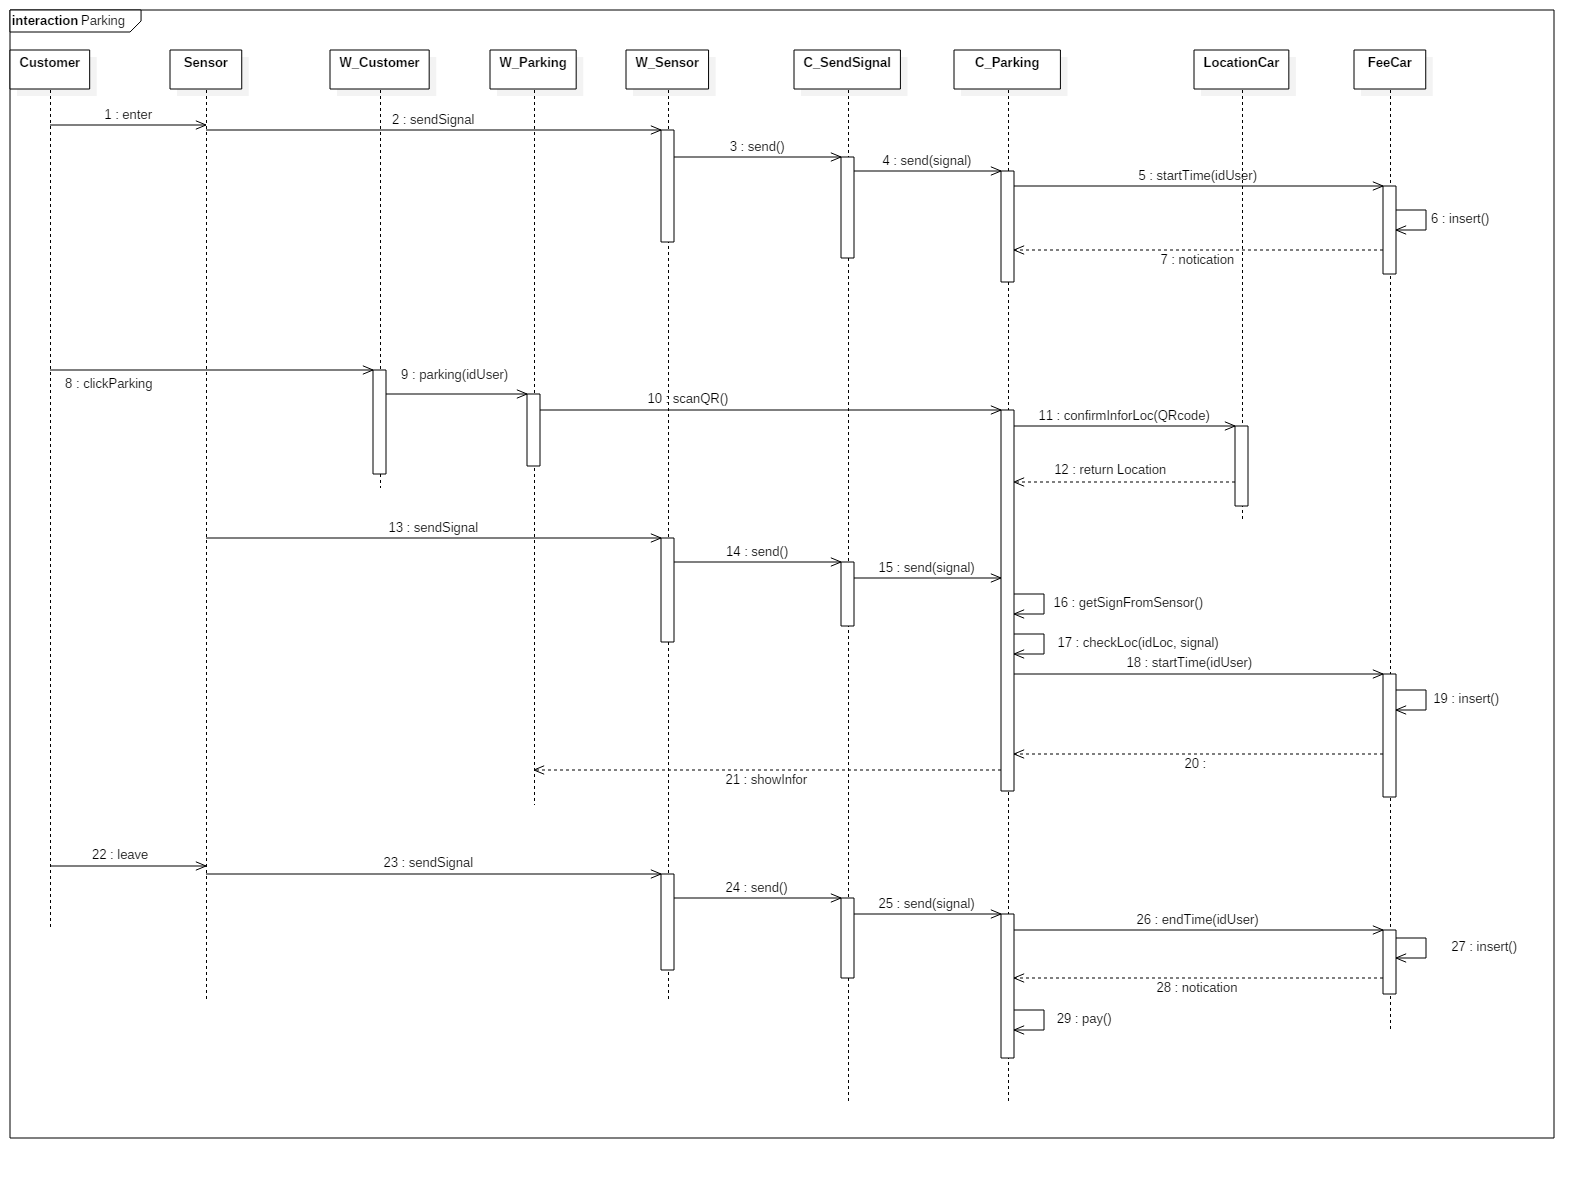 interaction Parking
Customer
Sensor
W_Customer
W_Parking
W_Sensor
C_SendSignal
C_Parking
LocationCar
FeeCar
1 : enter
2 : sendSignal
3 : send()
4 : send(signal)
5 : startTime(idUser)
6 : insert()
7 : notication
8 : clickParking
9 : parking(idUser)
10 : scanQR()
11 : confirmInforLoc(QRcode)
12 : return Location
13 : sendSignal
14 : send()
15 : send(signal)
16 : getSignFromSensor()
17 : checkLoc(idLoc, signal)
18 : startTime(idUser)
19 : insert()
20 :
21 : showInfor
22 : leave
23 : sendSignal
24 : send()
25 : send(signal)
26 : endTime(idUser)
27 : insert()
28 : notication
29 : pay()